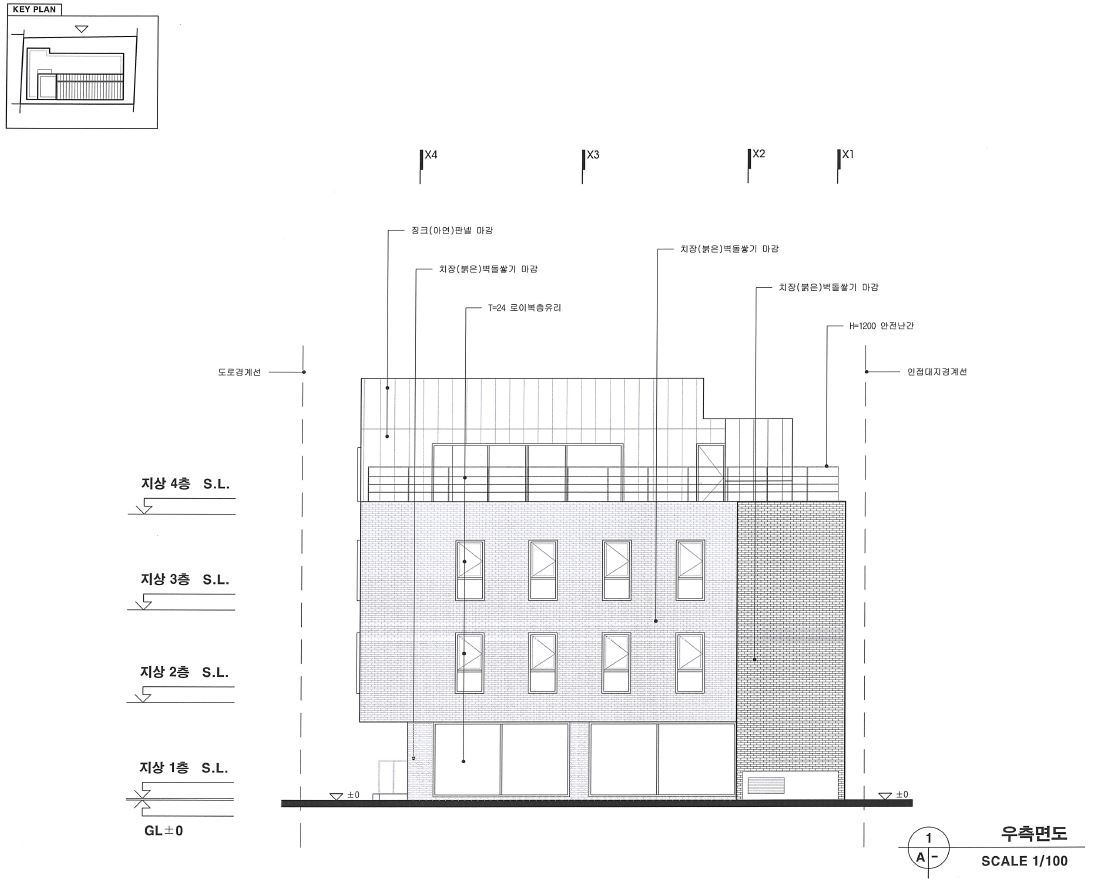 KEY PLAN
X4
X3
X2
X1
징크(아연)판넬 마감
치장(붉은)벽돌쌓기 마감
치장(붉은)벽돌쌓기 마감
치장(붉은)벽돌쌓기 마감
T=24 로이복층유리
H=1200 안전난간
도로경계선
인접대지경계선
지상 4층 S.L.
지상 3층 S.L.
지상 2층 S.L.
지상 1층 S.L.
±0
±0
GL±0
1
A -
우측면도
SCALE 1/100